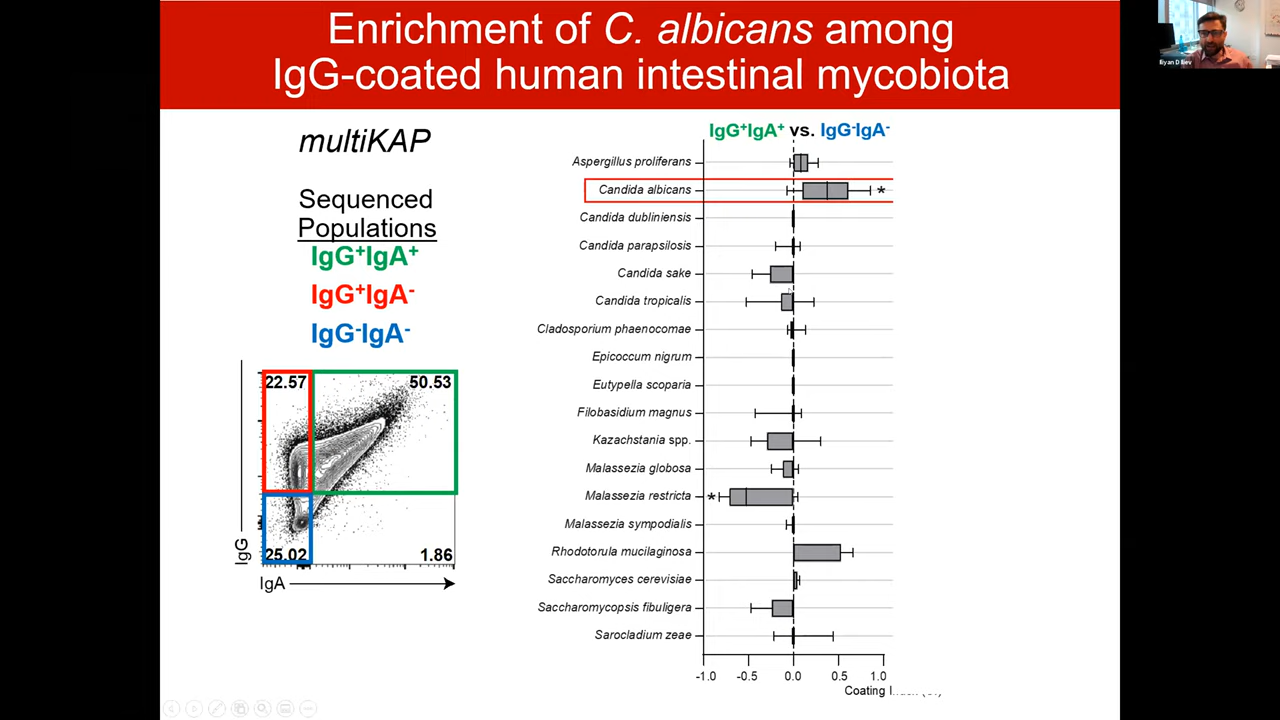 Enrichment of C. albicans among
IgG-coated human intestinal mycobiota
multiKAP
Sequenced
Populations
IgG⁺IgA⁺
IgG⁺IgA⁻
IgG⁻IgA⁻
22.57
50.53
25.02
1.86
IgG
IgA
IgG⁺IgA⁺ vs. IgG⁻IgA⁻
Aspergillus proliferans
Candida albicans
*
Candida dubliniensis
Candida parapsilosis
Candida sake
Candida tropicalis
Cladosporium phaenocomae
Epicoccum nigrum
Eutypella scoparia
Filobasidium magnus
Kazachstania spp.
Malassezia globosa
Malassezia restricta
*
Malassezia sympodialis
Rhodotorula mucilaginosa
Saccharomyces cerevisiae
Saccharomycopsis fibuligera
Sarocladium zeae
-1.0 -0.5 0.0 0.5 1.0
Coating